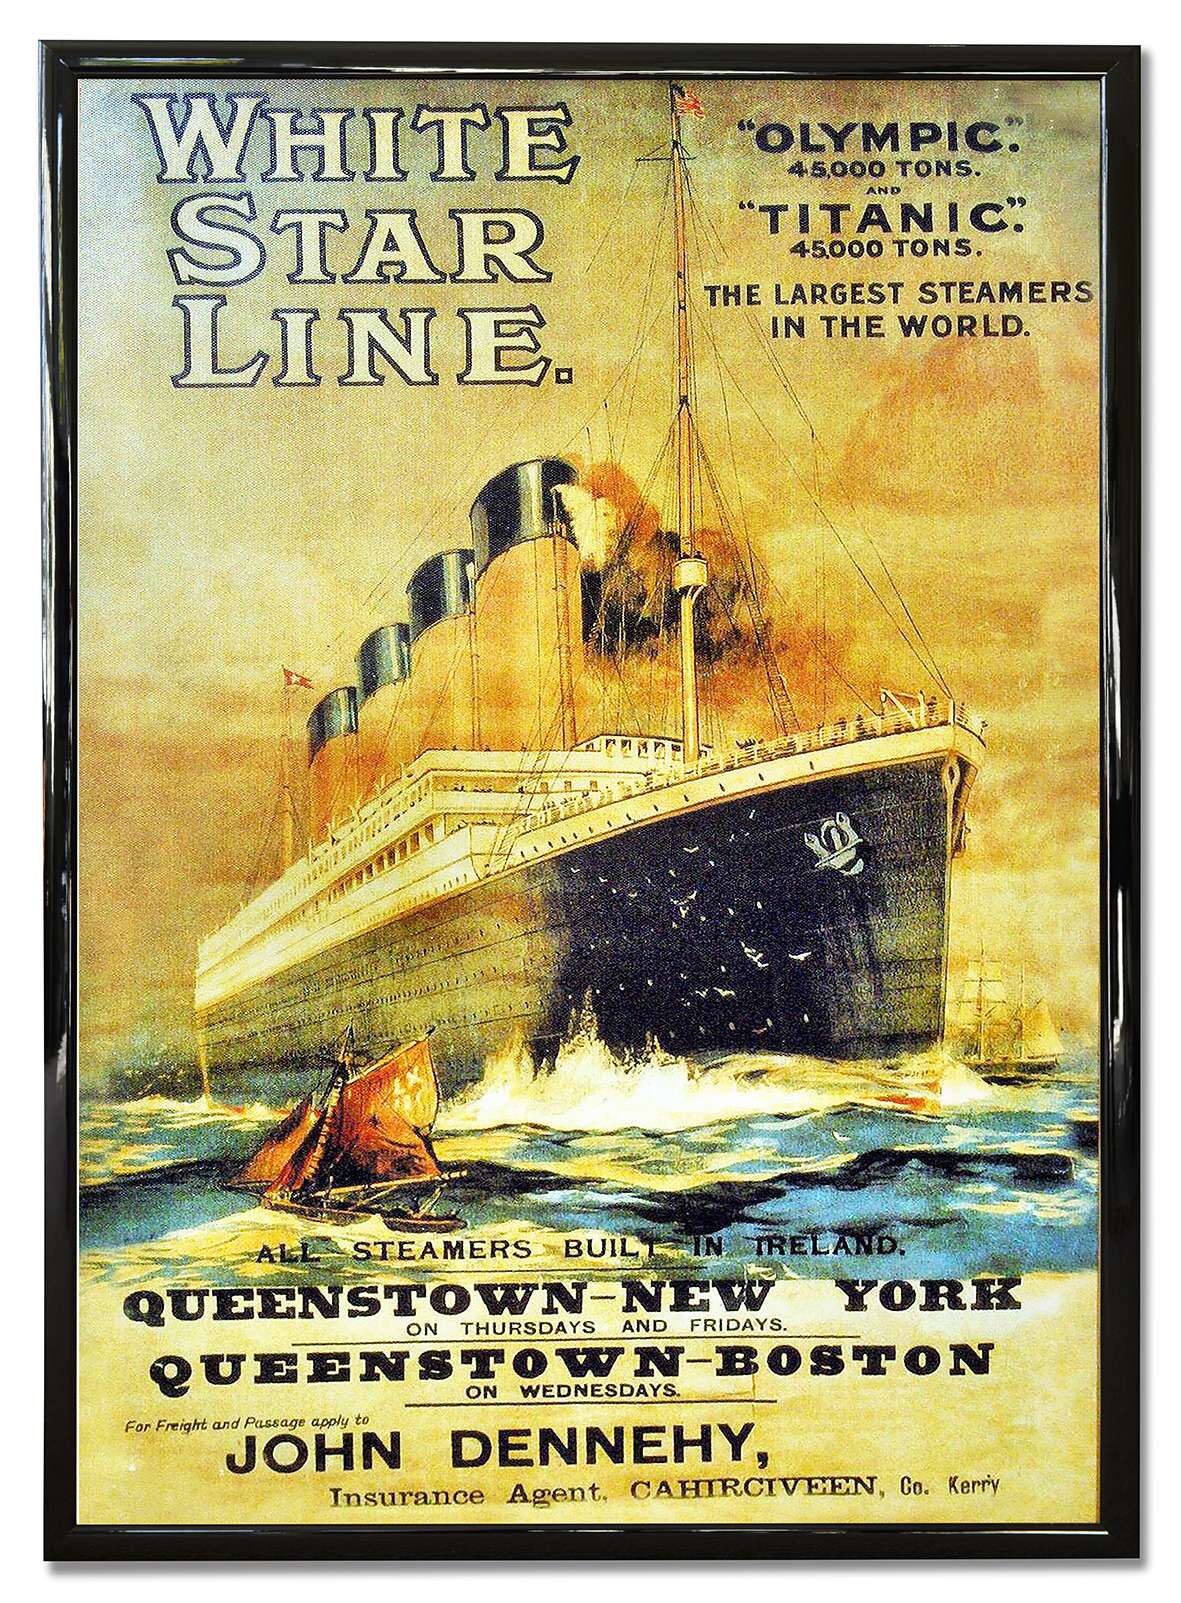 WHITE
STAR
LINE.
"OLYMPIC."
45,000 TONS.
AND
"TITANIC".
45,000 TONS.
THE LARGEST STEAMERS
IN THE WORLD.
ALL STEAMERS BUILT IN IRELAND.
QUEENSTOWN-NEW YORK
ON THURSDAYS AND FRIDAYS.
QUEENSTOWN-BOSTON
ON WEDNESDAYS.
For Freight and Passage apply to
JOHN DENNEHY,
Insurance Agent, CAHIRCIVEEN, Co. Kerry